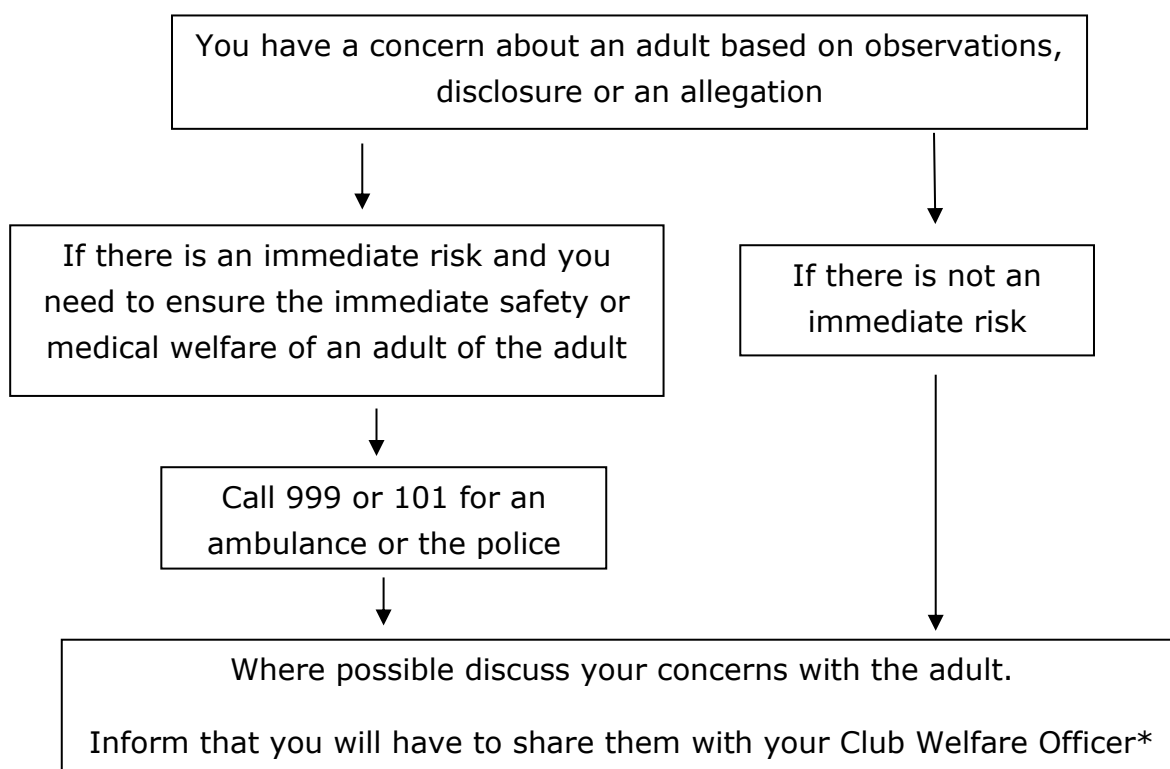 You have a concern about an adult based on observations,
disclosure or an allegation
If there is an immediate risk and you
need to ensure the immediate safety or
medical welfare of an adult of the adult
If there is not an
immediate risk
Call 999 or 101 for an
ambulance or the police
Where possible discuss your concerns with the adult.
Inform that you will have to share them with your Club Welfare Officer*